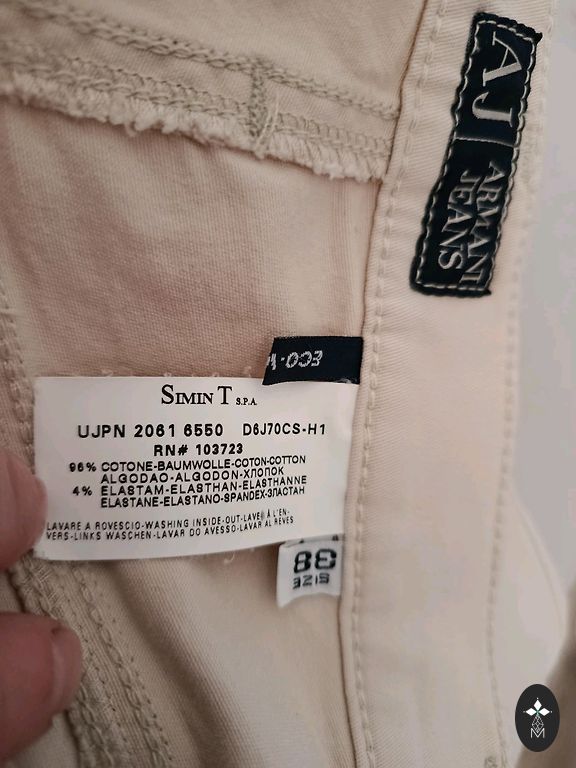 AJ
ARMANI
JEANS
SIMIN T S.P.A.
UJPN 2061 6550 D6J70CS-H1
RN# 103723
96% COTONE-BAUMWOLLE-COTON-COTTON
ALGODAO-ALGODON-ХЛОПОК
4% ELASTAM-ELASTHAN-ELASTHANNE
ELASTANE-ELASTANO-SPANDEX-ЭЛАСТАН
LAVARE A ROVESCIO-WASHING INSIDE-OUT-LAVER À L'EN-
VERS-LINKS WASCHEN-LAVAR DO AVESSO-LAVAR AL REVES
SIZE
M